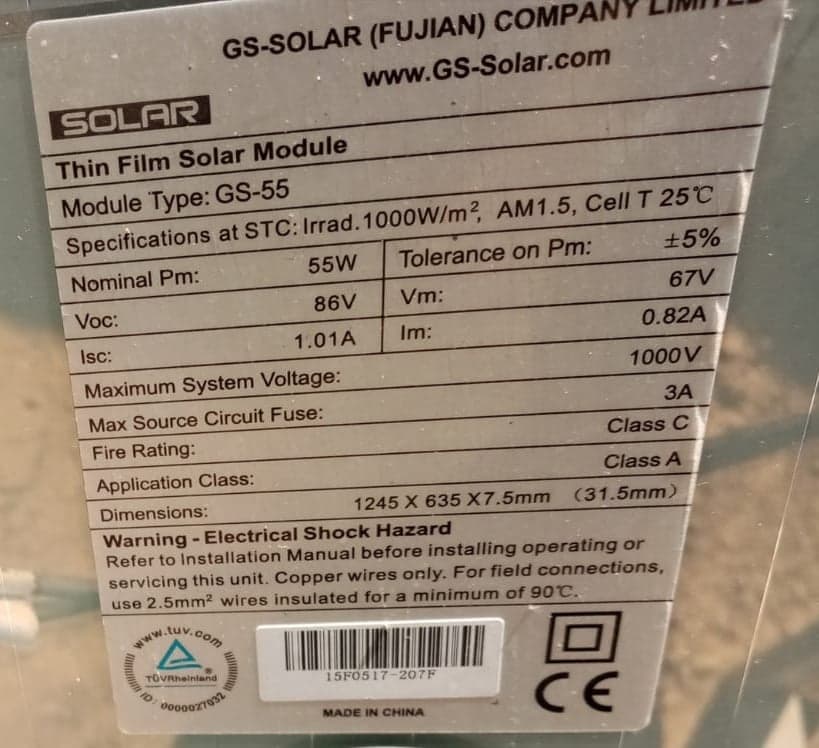 GS-SOLAR (FUJIAN) COMPANY LIMITED
www.GS-Solar.com
SOLAR
Thin Film Solar Module
Module Type: GS-55
Specifications at STC: Irrad.1000W/m², AM1.5, Cell T 25℃
Nominal Pm: 55W Tolerance on Pm: ±5%
Voc: 86V Vm: 67V
Isc: 1.01A Im: 0.82A
Maximum System Voltage: 1000V
Max Source Circuit Fuse: 3A
Fire Rating: Class C
Application Class: Class A
Dimensions: 1245 X 635 X7.5mm (31.5mm)
Warning - Electrical Shock Hazard
Refer to Installation Manual before installing operating or
servicing this unit. Copper wires only. For field connections,
use 2.5mm² wires insulated for a minimum of 90℃.
www.tuv.com
TÜVRheinland®
ID: 0000027032
15F0517-207F
CE
MADE IN CHINA